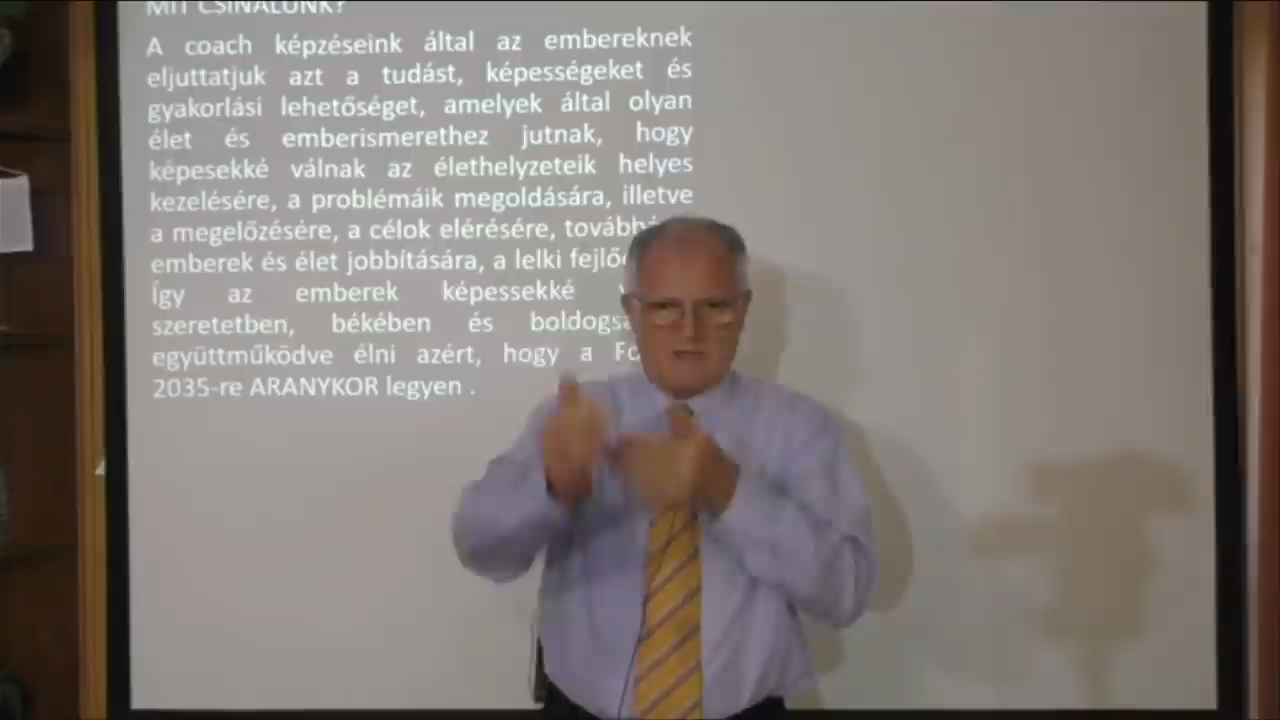 MIT CSINÁLUNK?
A coach képzéseink által az embereknek
eljuttatjuk azt a tudást, képességeket és
gyakorlási lehetőséget, amelyek által olyan
élet és emberismerethez jutnak, hogy
képesekké válnak az élethelyzeteik helyes
kezelésére, a problémáik megoldására, illetve
a megelőzésére, a célok elérésére,
emberek és élet jobbítására, a lelki
Így az emberek képessekké
szeretetben, békében és
együttműködve élni azért, hogy a
2035-re ARANYKOR legyen .